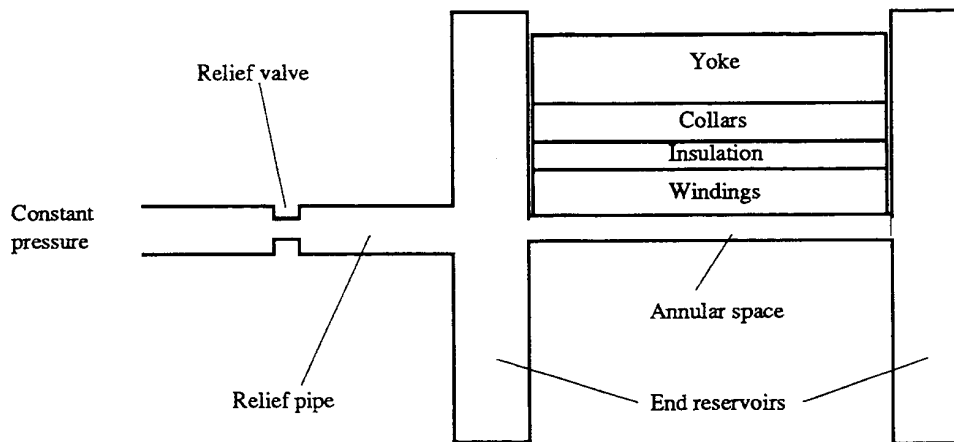 Yoke
Relief valve
Collars
Insulation
Windings
Constant
pressure
Annular space
Relief pipe
End reservoirs